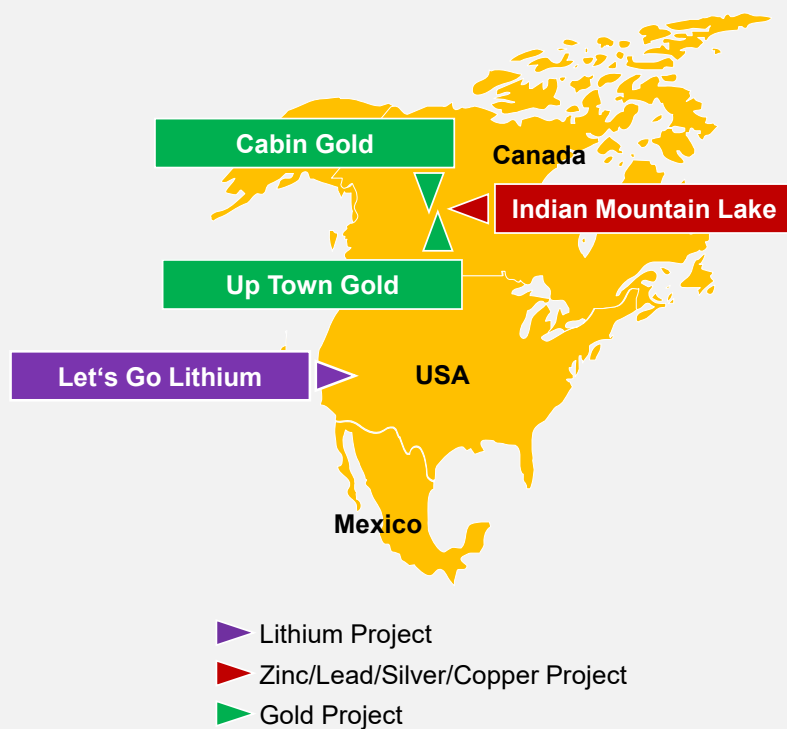 Cabin Gold
Canada
Indian Mountain Lake
Up Town Gold
Let‘s Go Lithium
USA
Mexico
Lithium Project
Zinc/Lead/Silver/Copper Project
Gold Project